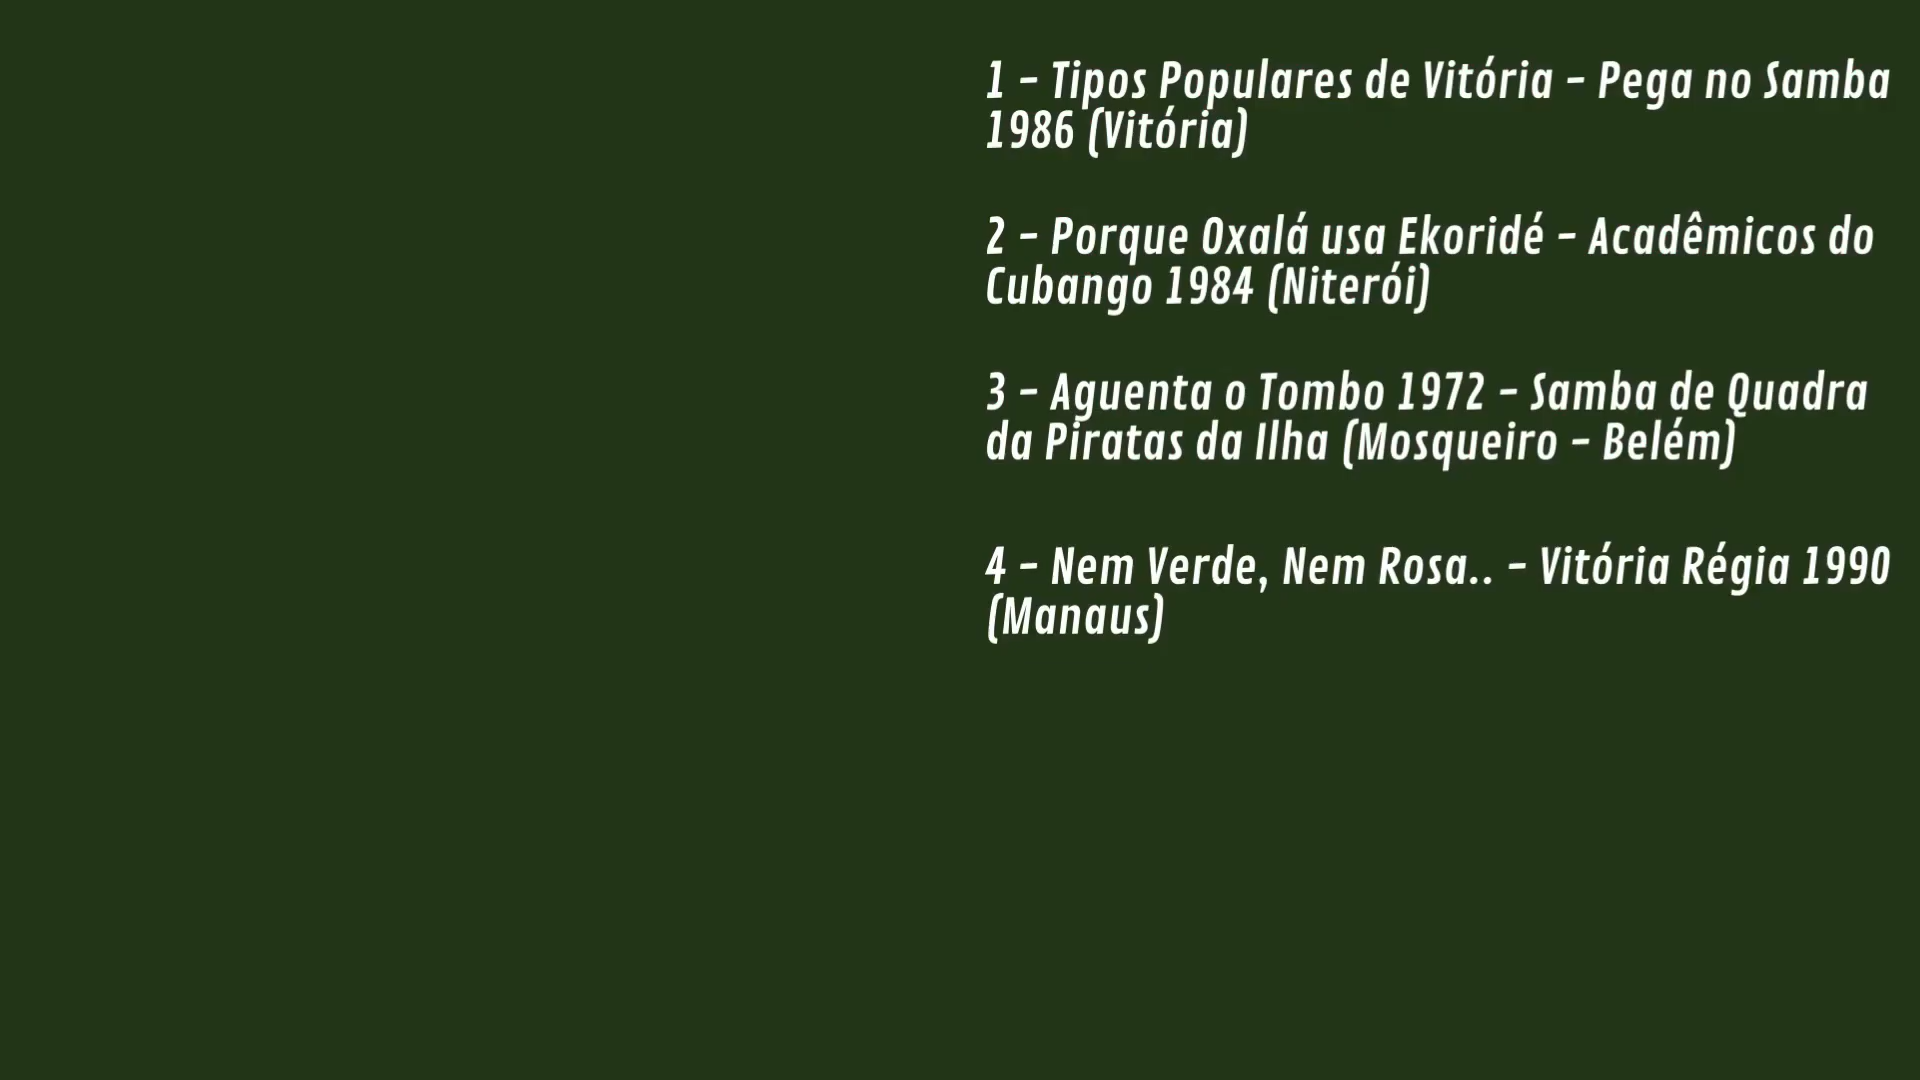 1 - Tipos Populares de Vitória - Pega no Samba
1986 (Vitória)
2 - Porque Oxalá usa Ekoridé - Acadêmicos do
Cubango 1984 (Niterói)
3 - Aguenta o Tombo 1972 - Samba de Quadra
da Piratas da Ilha (Mosqueiro - Belém)
4 - Nem Verde, Nem Rosa.. - Vitória Régia 1990
(Manaus)